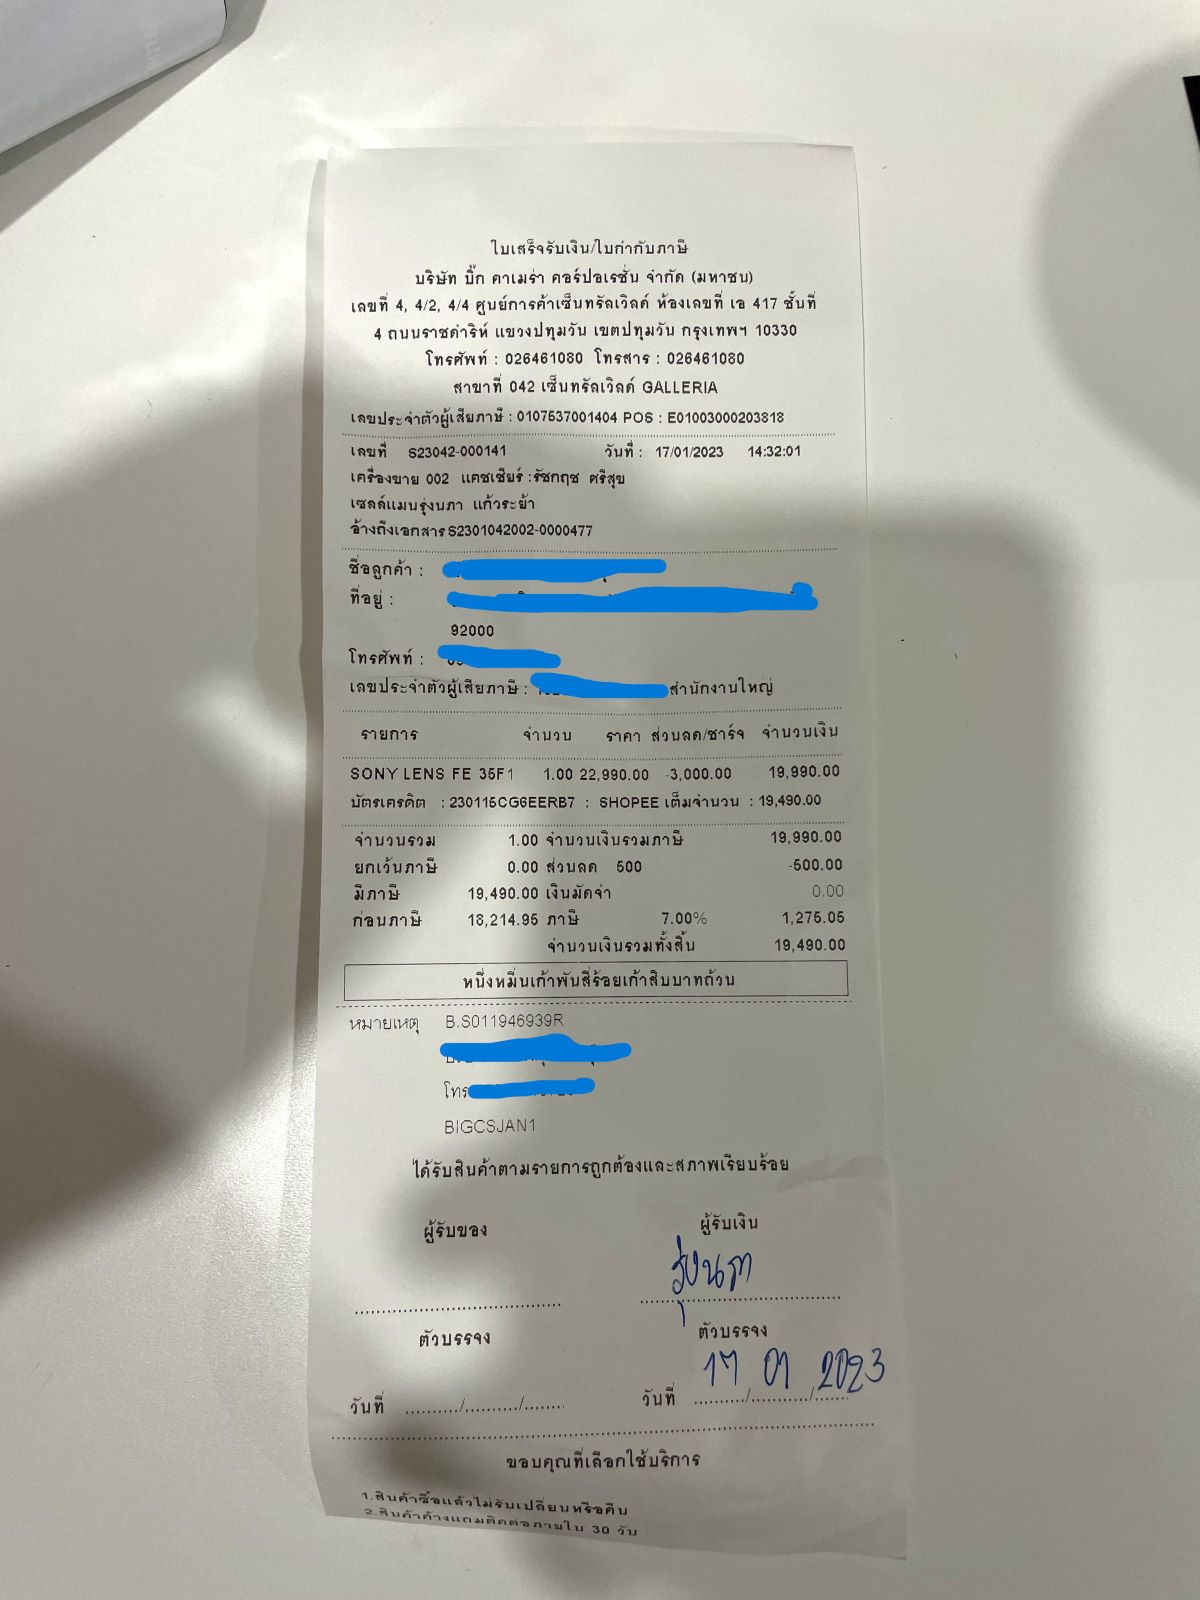 ใบเสร็จรับเงิน/ใบกำกับภาษี
บริษัท บิ๊ก คาเมร่า คอร์ปอเรชั่น จำกัด (มหาชน)
เลขที่ 4, 4/2, 4/4 ศูนย์การค้าเซ็นทรัลเวิลด์ ห้องเลขที่ เอ 417 ชั้นที่
4 ถนนราชดำริห์ แขวงปทุมวัน เขตปทุมวัน กรุงเทพฯ 10330
โทรศัพท์ : 026461080 โทรสาร : 026461080
สาขาที่ 042 เซ็นทรัลเวิลด์ GALLERIA
เลขประจำตัวผู้เสียภาษี : 0107537001404 POS : E01003000203818
เลขที่ S23042-000141 วันที่ : 17/01/2023 14:32:01
เครื่องขาย 002 แคชเชียร์ :รัชกฤช ศรีสุข
เซลล์แมนรุ่งนภา แก้วระย้า
อ้างถึงเอกสารS2301042002-0000477
ชื่อลูกค้า :
ที่อยู่ :
92000
โทรศัพท์ :
เลขประจำตัวผู้เสียภาษี : สำนักงานใหญ่
รายการ จำนวน ราคา ส่วนลด/ชาร์จ จำนวนเงิน
SONY LENS FE 35F1 1.00 22,990.00 -3,000.00 19,990.00
บัตรเครดิต : 230115CG6EERB7 : SHOPEE เต็มจำนวน : 19,490.00
จำนวนรวม 1.00 จำนวนเงินรวมภาษี 19,990.00
ยกเว้นภาษี 0.00 ส่วนลด 500 -500.00
มีภาษี 19,490.00 เงินมัดจำ 0.00
ก่อนภาษี 18,214.95 ภาษี 7.00% 1,275.05
จำนวนเงินรวมทั้งสิ้น 19,490.00
หนึ่งหมื่นเก้าพันสี่ร้อยเก้าสิบบาทถ้วน
หมายเหตุ B.S011946939R
โทร
BIGCSJAN1
ได้รับสินค้าตามรายการถูกต้องและสภาพเรียบร้อย
ผู้รับของ ผู้รับเงิน
รุ่งนภา
ตัวบรรจง ตัวบรรจง
วันที่ ........../........../....... วันที่ 17 / 01 / 2023
ขอบคุณที่เลือกใช้บริการ
1.สินค้าซื้อแล้วไม่รับเปลี่ยนหรือคืน
2.สินค้าค้างแถมติดต่อภายใน 30 วัน